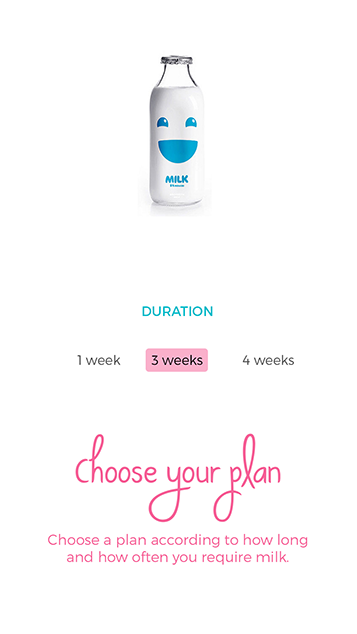 MILK
DURATION
1 week 3 weeks 4 weeks
choose your plan
Choose a plan according to how long
and how often you require milk.